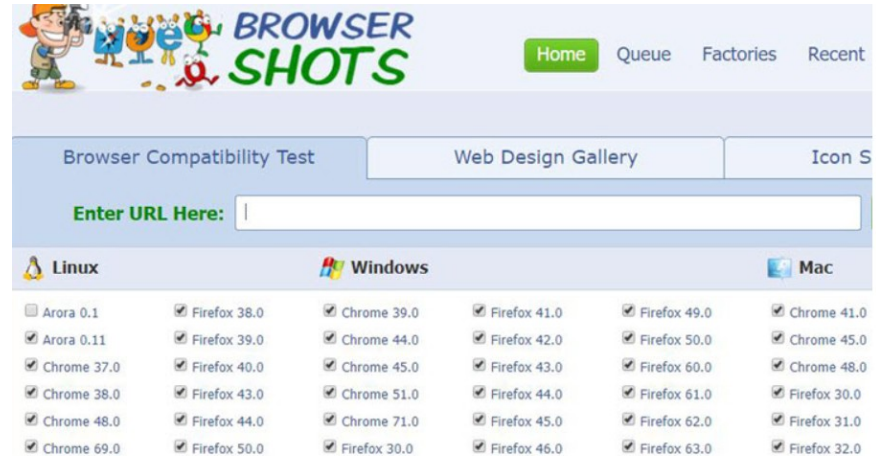 BROWSER
SHOTS
Home Queue Factories Recent
Browser Compatibility Test Web Design Gallery Icon S
Enter URL Here:
Linux Windows Mac
Arora 0.1 Firefox 38.0 Chrome 39.0 Firefox 41.0 Firefox 49.0 Chrome 41.0
Arora 0.11 Firefox 39.0 Chrome 44.0 Firefox 42.0 Firefox 50.0 Chrome 45.0
Chrome 37.0 Firefox 40.0 Chrome 45.0 Firefox 43.0 Firefox 60.0 Chrome 48.0
Chrome 38.0 Firefox 43.0 Chrome 51.0 Firefox 44.0 Firefox 61.0 Firefox 30.0
Chrome 48.0 Firefox 44.0 Chrome 71.0 Firefox 45.0 Firefox 62.0 Firefox 31.0
Chrome 69.0 Firefox 50.0 Firefox 30.0 Firefox 46.0 Firefox 63.0 Firefox 32.0